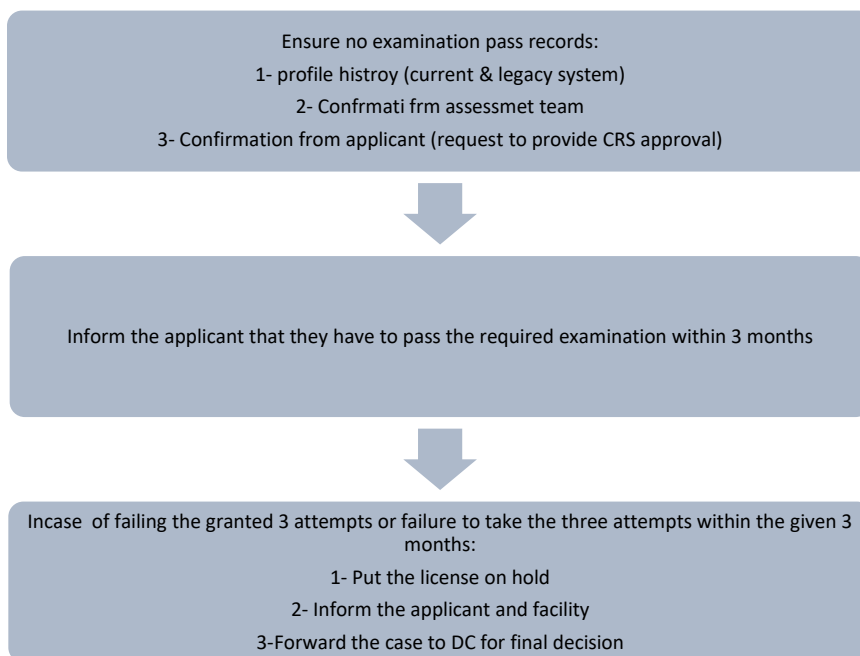 Ensure no examination pass records:
1- profile histroy (current & legacy system)
2- Confrmati frm assessmet team
3- Confirmation from applicant (request to provide CRS approval)
Inform the applicant that they have to pass the required examination within 3 months
Incase of failing the granted 3 attempts or failure to take the three attempts within the given 3
months:
1- Put the license on hold
2- Inform the applicant and facility
3-Forward the case to DC for final decision